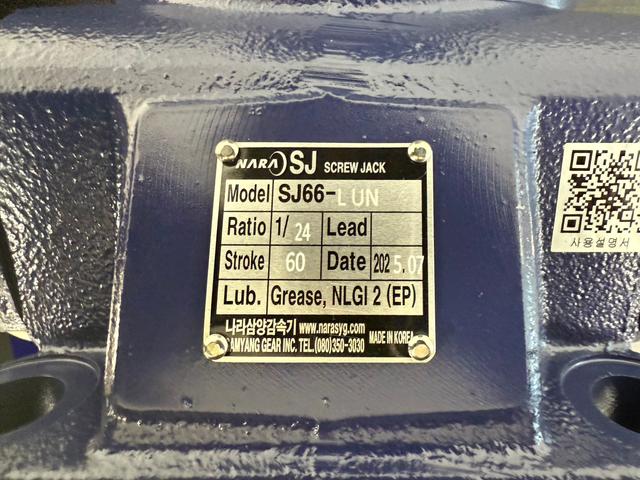 NARA SJ SCREW JACK
Model SJ66-LUN
Ratio 1/24 Lead
Stroke 60 Date 2025.07
Lub. Grease, NLGI 2 (EP)
나라삼양감속기 www.narasyg.com
SAMYANG GEAR INC. TEL.(080)350-3030 MADE IN KOREA
사용설명서